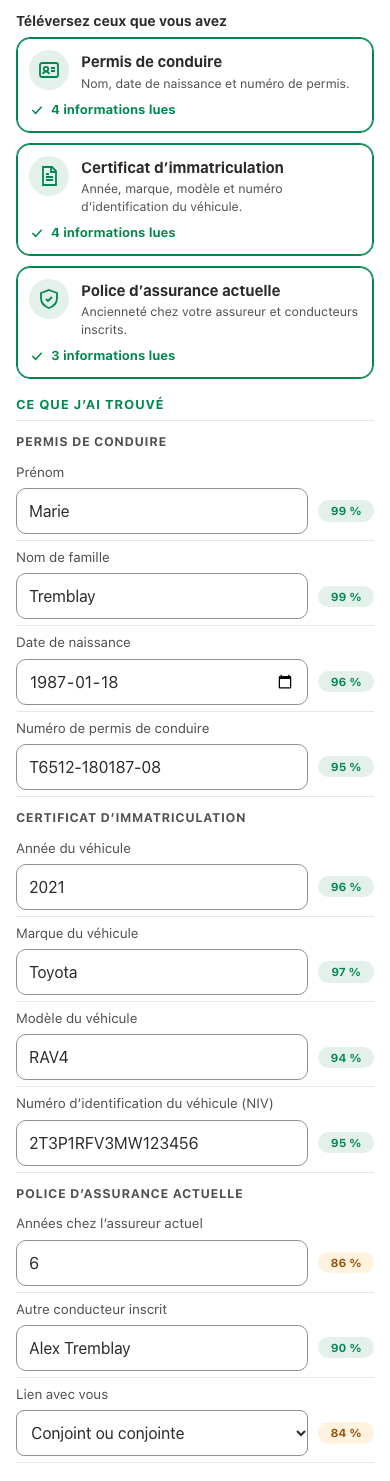 Téléversez ceux que vous avez
Permis de conduire
Nom, date de naissance et numéro de permis.
4 informations lues
Certificat d’immatriculation
Année, marque, modèle et numéro
d’identification du véhicule.
4 informations lues
Police d’assurance actuelle
Ancienneté chez votre assureur et conducteurs
inscrits.
3 informations lues
CE QUE J’AI TROUVÉ
PERMIS DE CONDUIRE
Prénom
Marie
99 %
Nom de famille
Tremblay
99 %
Date de naissance
1987-01-18
96 %
Numéro de permis de conduire
T6512-180187-08
95 %
CERTIFICAT D’IMMATRICULATION
Année du véhicule
2021
96 %
Marque du véhicule
Toyota
97 %
Modèle du véhicule
RAV4
94 %
Numéro d’identification du véhicule (NIV)
2T3P1RFV3MW123456
95 %
POLICE D’ASSURANCE ACTUELLE
Années chez l’assureur actuel
6
86 %
Autre conducteur inscrit
Alex Tremblay
90 %
Lien avec vous
Conjoint ou conjointe
84 %